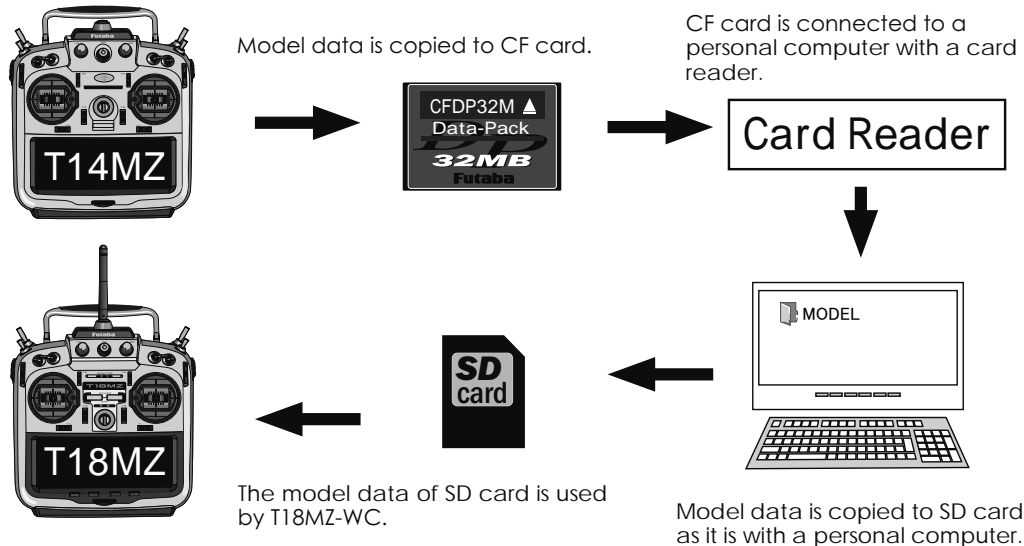 Futaba
T14MZ
Model data is copied to CF card.
CFDP32M
Data-Pack
DP
32MB
Futaba
CF card is connected to a
personal computer with a card
reader.
Card Reader
MODEL
Model data is copied to SD card
as it is with a personal computer.
SD
card
The model data of SD card is used
by T18MZ-WC.
Futaba
T18MZ
T18MZ